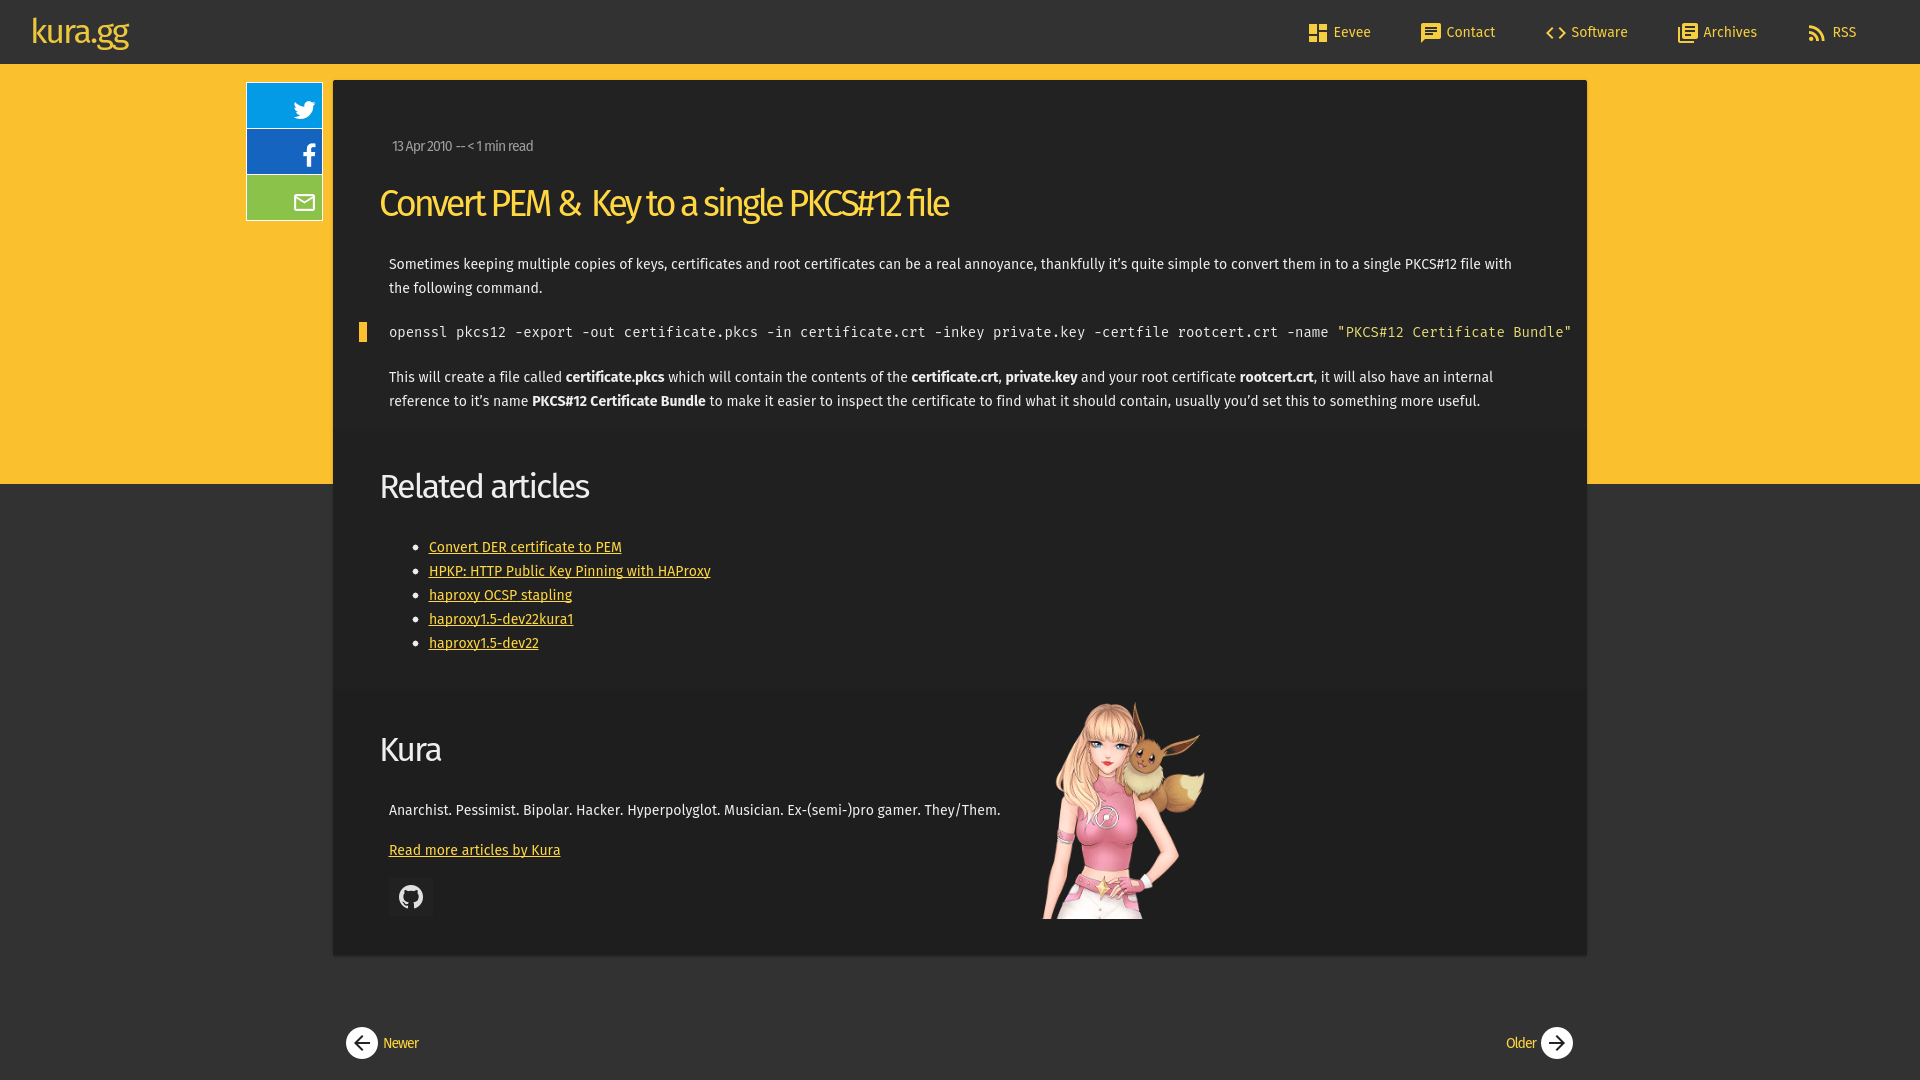 kura.gg
Eevee
Contact
Software
Archives
RSS
13 Apr 2010 -- < 1 min read
Convert PEM & Key to a single PKCS#12 file
Sometimes keeping multiple copies of keys, certificates and root certificates can be a real annoyance, thankfully it’s quite simple to convert them in to a single PKCS#12 file with
the following command.
openssl pkcs12 -export -out certificate.pkcs -in certificate.crt -inkey private.key -certfile rootcert.crt -name "PKCS#12 Certificate Bundle"
This will create a file called certificate.pkcs which will contain the contents of the certificate.crt, private.key and your root certificate rootcert.crt, it will also have an internal
reference to it’s name PKCS#12 Certificate Bundle to make it easier to inspect the certificate to find what it should contain, usually you’d set this to something more useful.
Related articles
Convert DER certificate to PEM
HPKP: HTTP Public Key Pinning with HAProxy
haproxy OCSP stapling
haproxy1.5-dev22kura1
haproxy1.5-dev22
Kura
Anarchist. Pessimist. Bipolar. Hacker. Hyperpolyglot. Musician. Ex-(semi-)pro gamer. They/Them.
Read more articles by Kura
Newer
Older